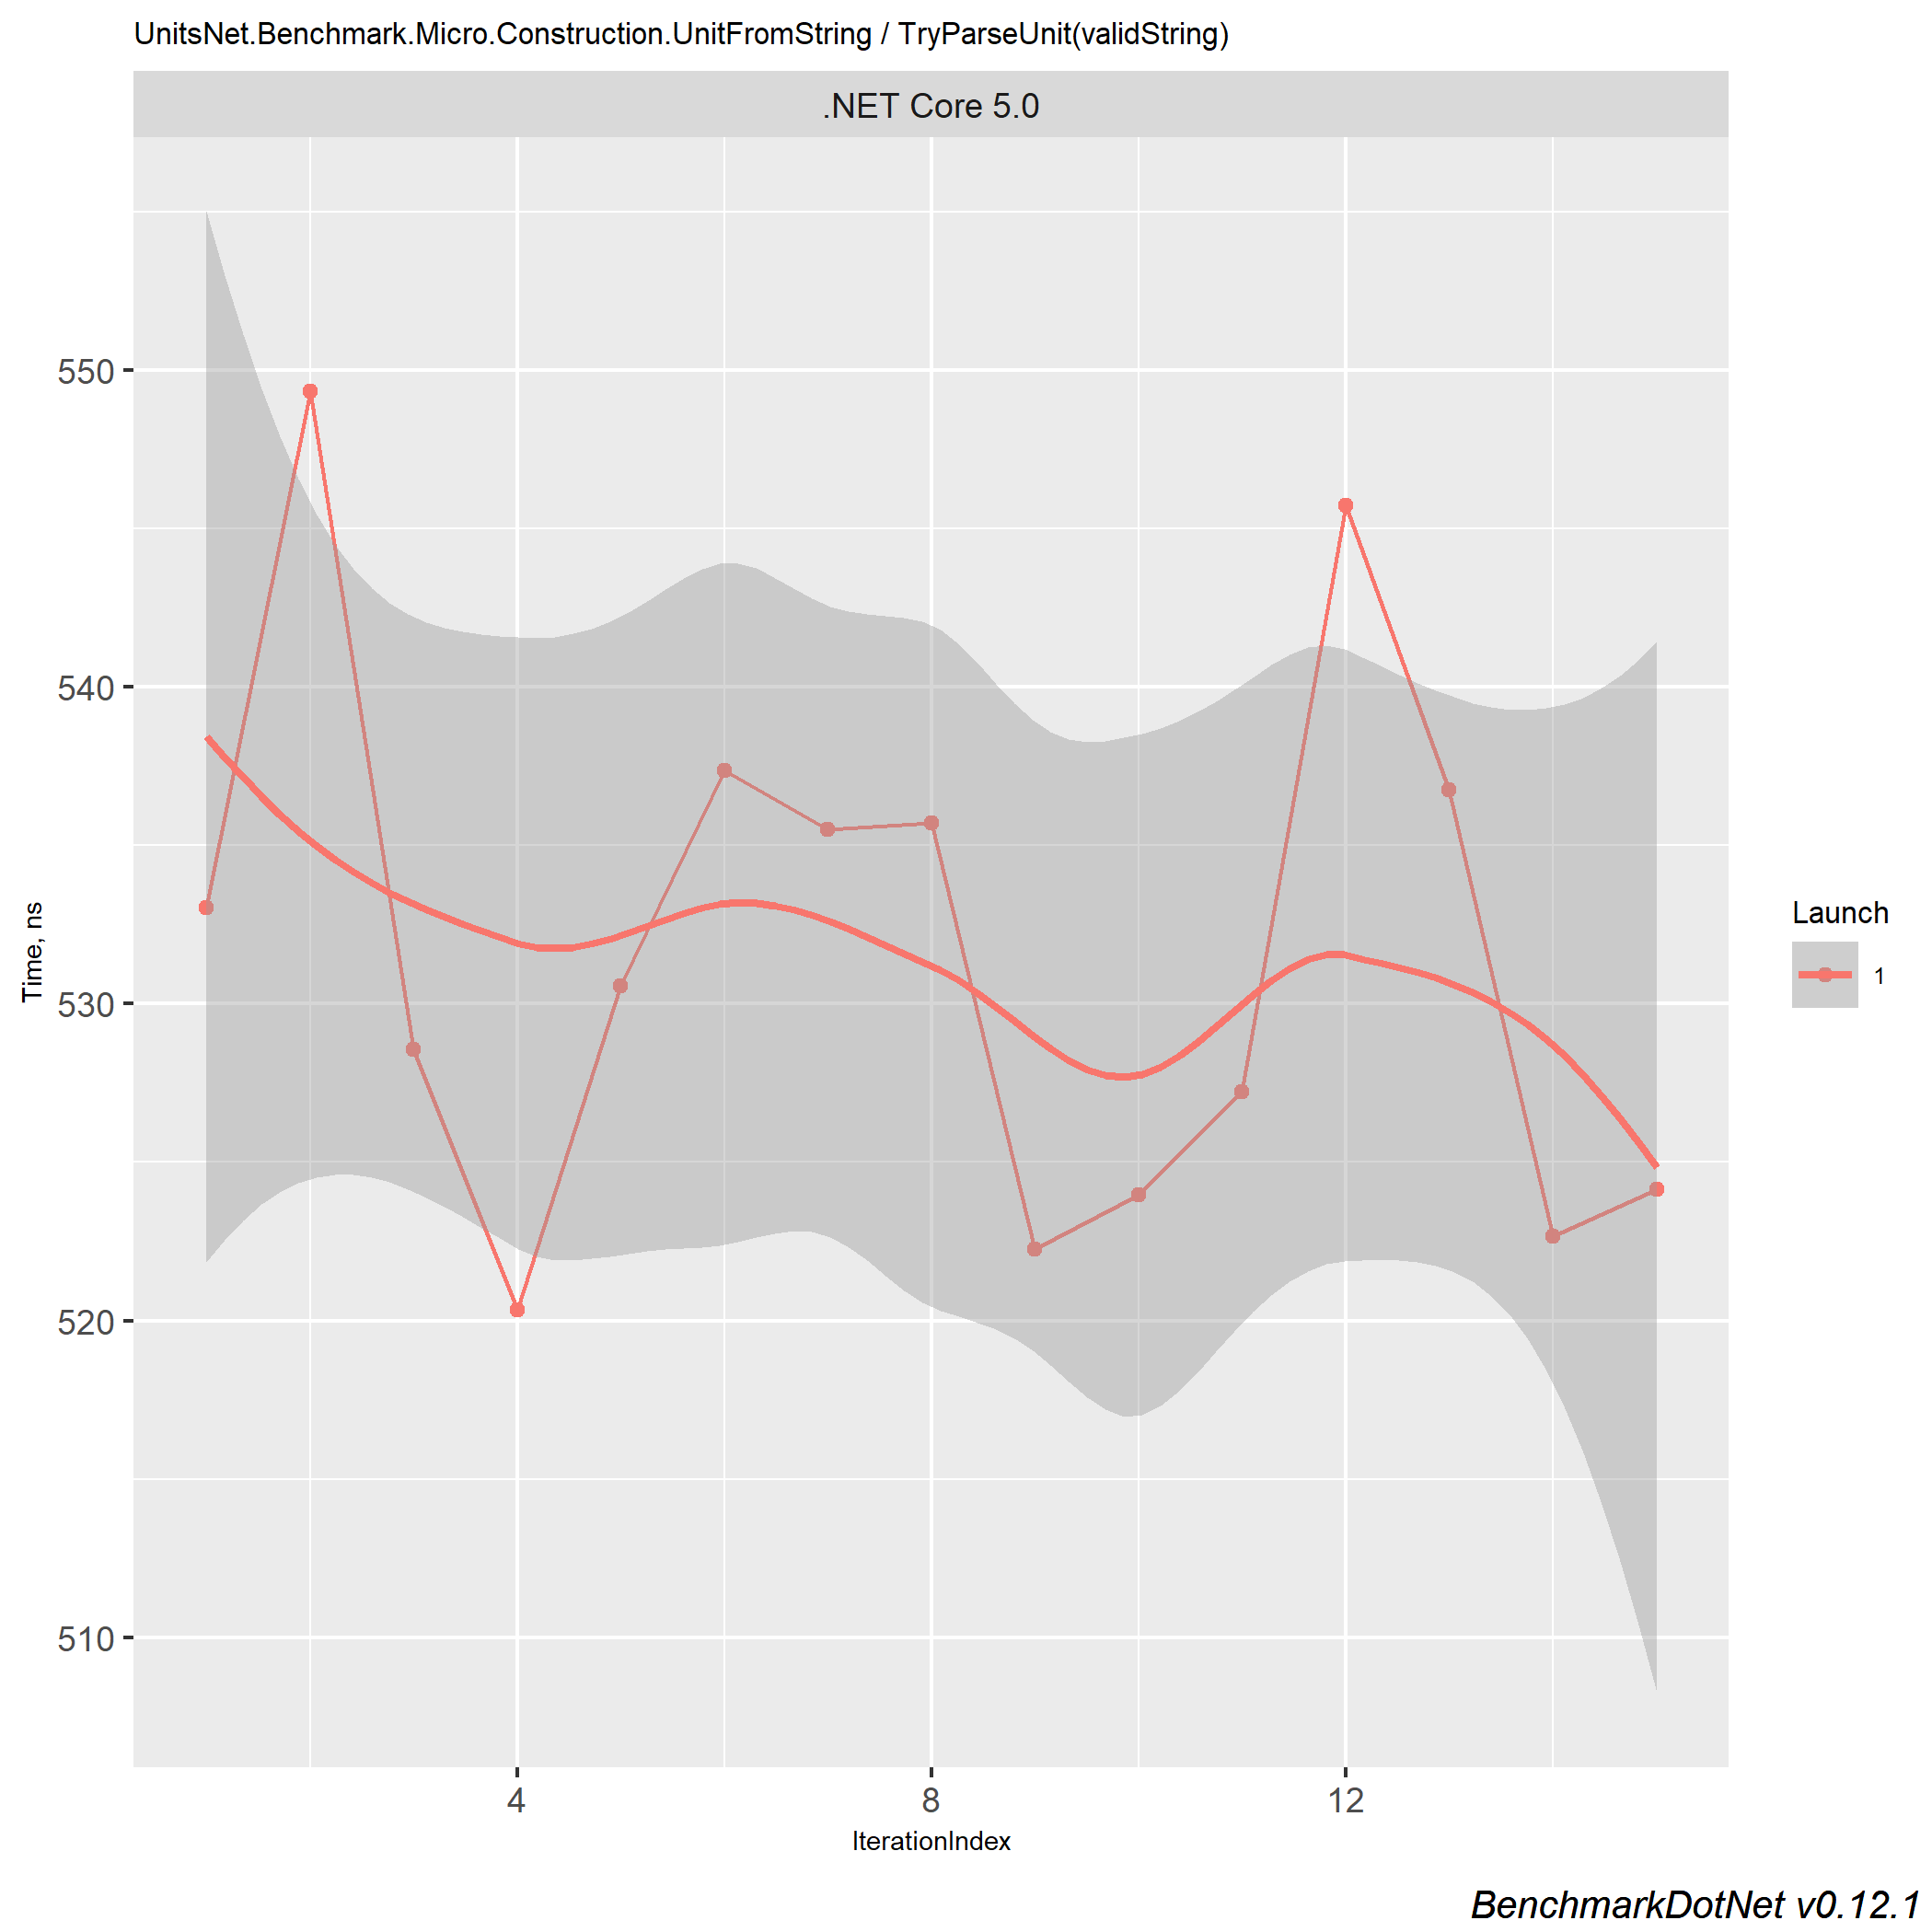 UnitsNet.Benchmark.Micro.Construction.UnitFromString / TryParseUnit(validString)
.NET Core 5.0
550
540
530
520
510
Time, ns
4
8
12
IterationIndex
Launch
1
BenchmarkDotNet v0.12.1